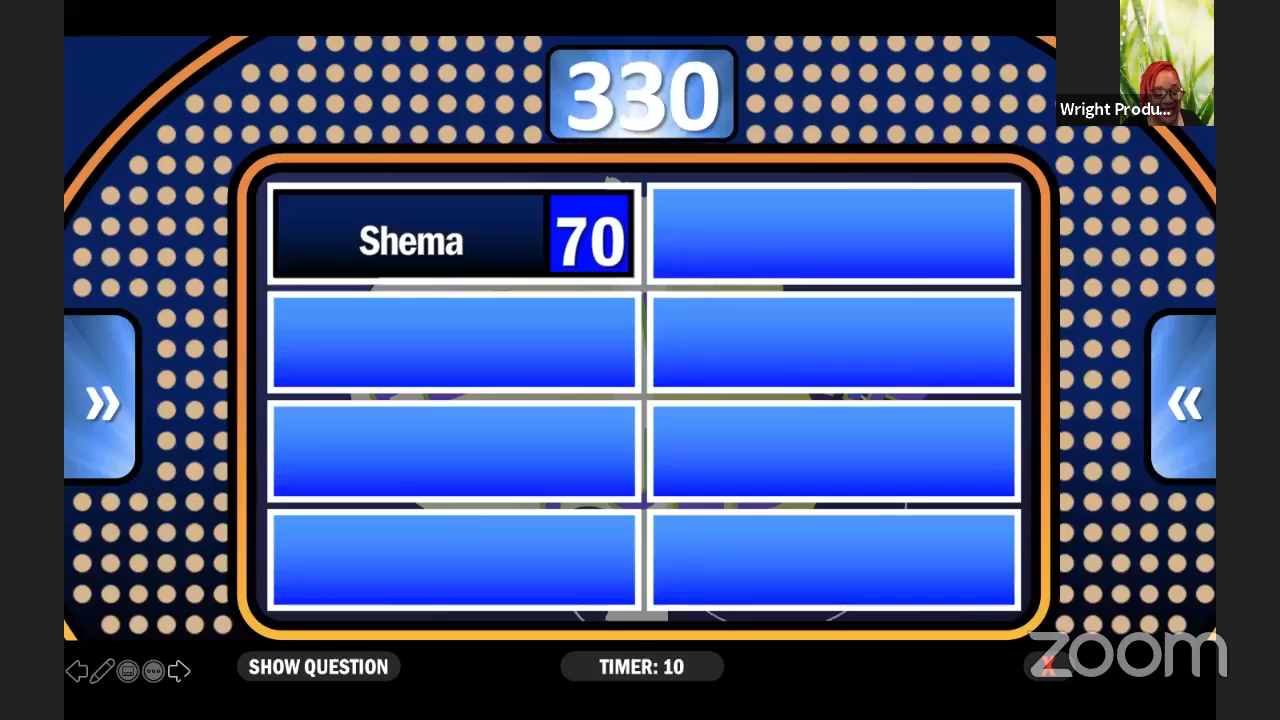 330
Wright Produ...
Shema 70
»
«
SHOW QUESTION
TIMER: 10
X
zoom